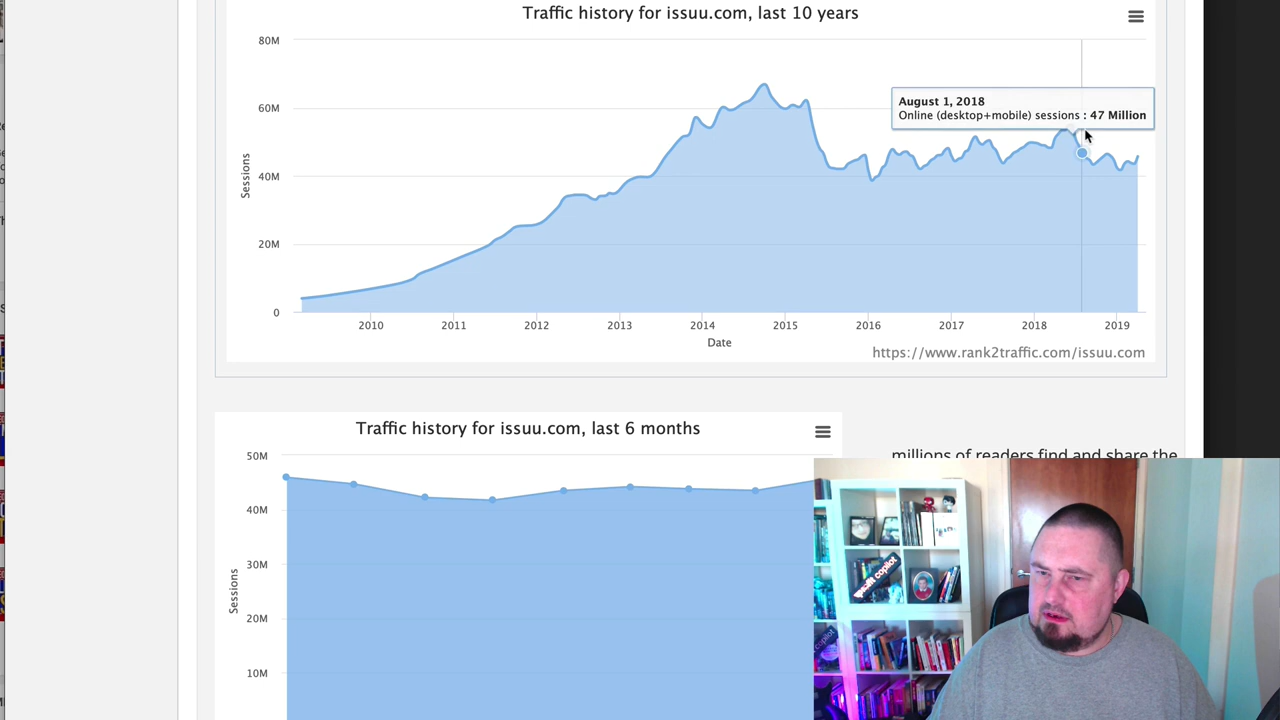 Traffic history for issuu.com, last 10 years
80M
60M
40M
20M
0
Sessions
August 1, 2018
Online (desktop+mobile) sessions : 47 Million
2010 2011 2012 2013 2014 2015 2016 2017 2018 2019
Date
https://www.rank2traffic.com/issuu.com
Traffic history for issuu.com, last 6 months
50M
40M
30M
20M
10M
Sessions
millions of readers find and share the
copilot